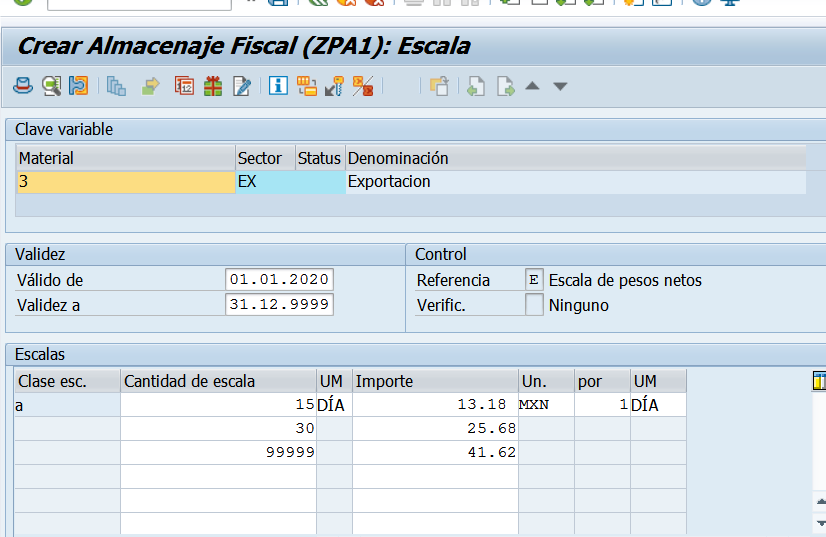 Crear Almacenaje Fiscal (ZPA1): Escala
Clave variable
Material Sector Status Denominación
3 EX Exportacion
Validez Control
Válido de 01.01.2020 Referencia E Escala de pesos netos
Validez a 31.12.9999 Verific. Ninguno
Escalas
Clase esc. Cantidad de escala UM Importe Un. por UM
a 15 DÍA 13.18 MXN 1 DÍA
30 25.68
99999 41.62